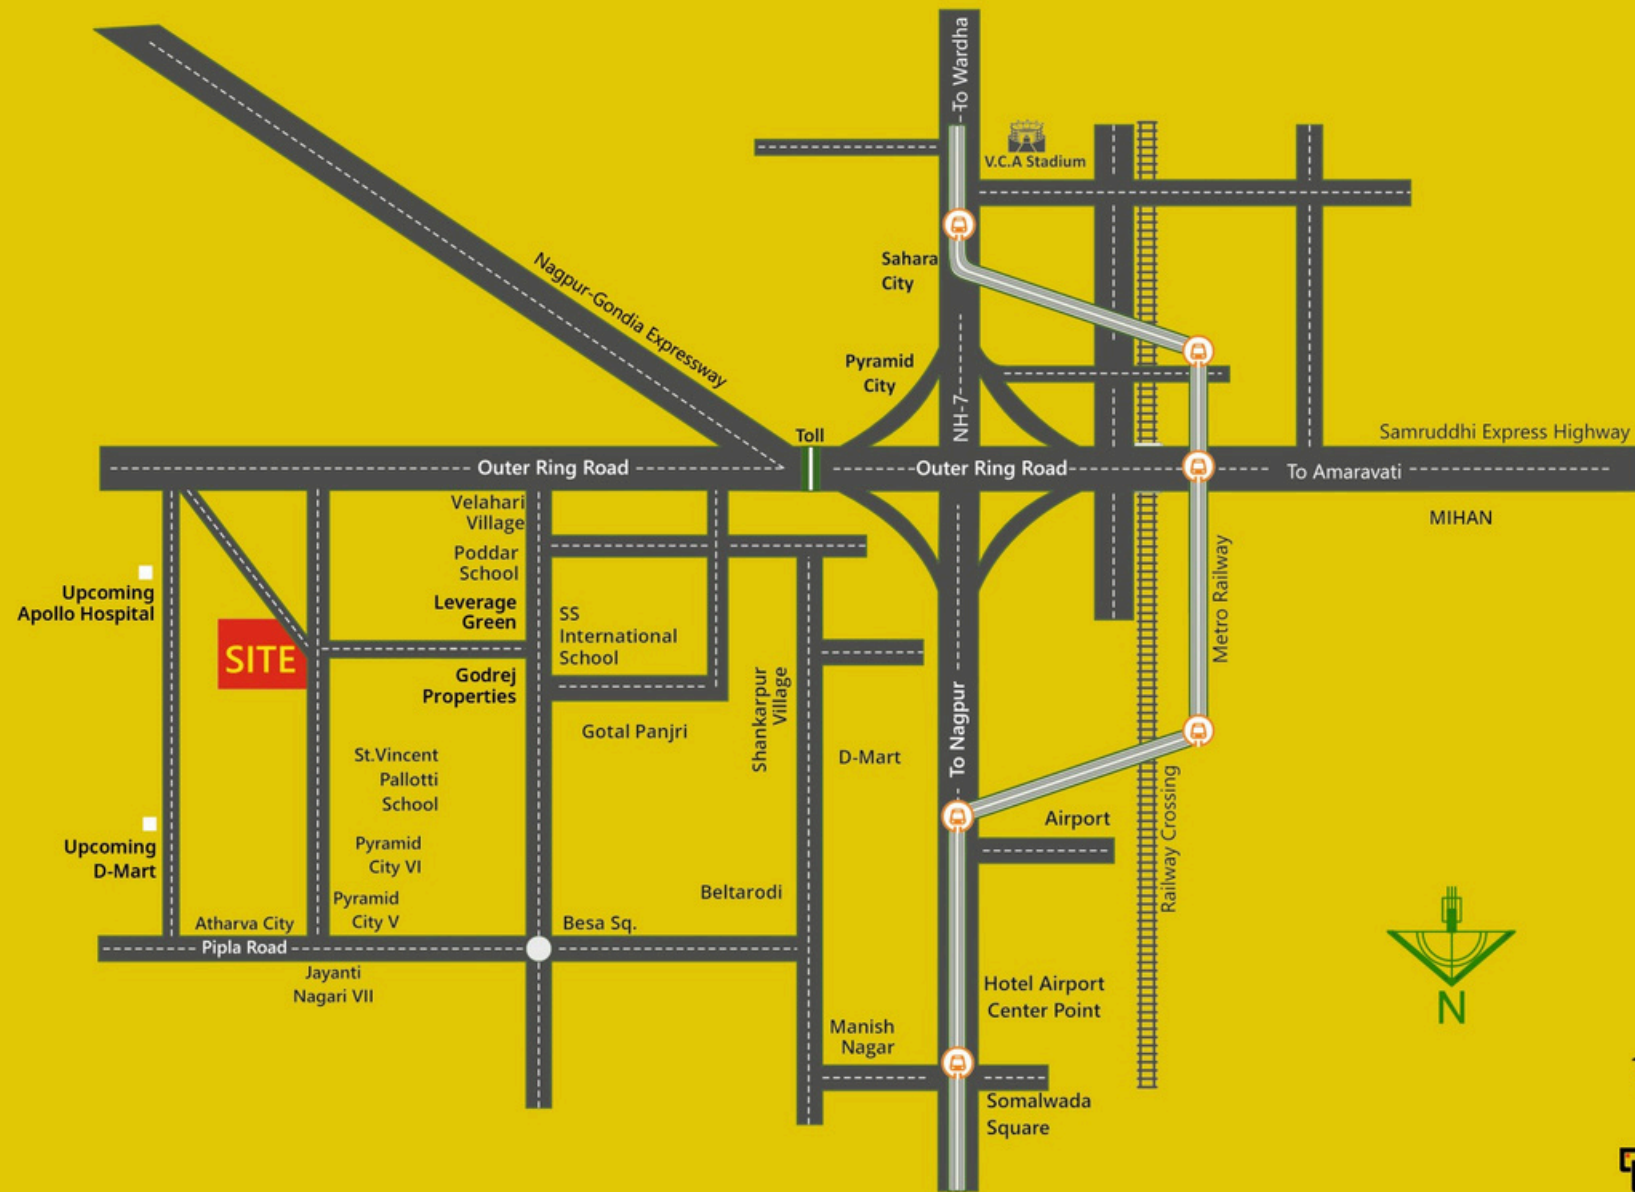 To Wardha
V.C.A Stadium
Sahara
City
Nagpur-Gondia Expressway
Pyramid
City
NH-7
Toll
Samruddhi Express Highway
Outer Ring Road
Outer Ring Road
To Amaravati
MIHAN
Velahari
Village
Poddar
School
Leverage
Green
Upcoming
Apollo Hospital
SS
International
School
SITE
Godrej
Properties
Metro Railway
Shankarpur
Village
To Nagpur
Gotal Panjri
D-Mart
St.Vincent
Pallotti
School
Airport
Railway Crossing
Upcoming
D-Mart
Pyramid
City VI
Pyramid
City V
Beltarodi
Atharva City
Besa Sq.
Pipla Road
Jayanti
Nagari VII
Hotel Airport
Center Point
N
Manish
Nagar
Somalwada
Square